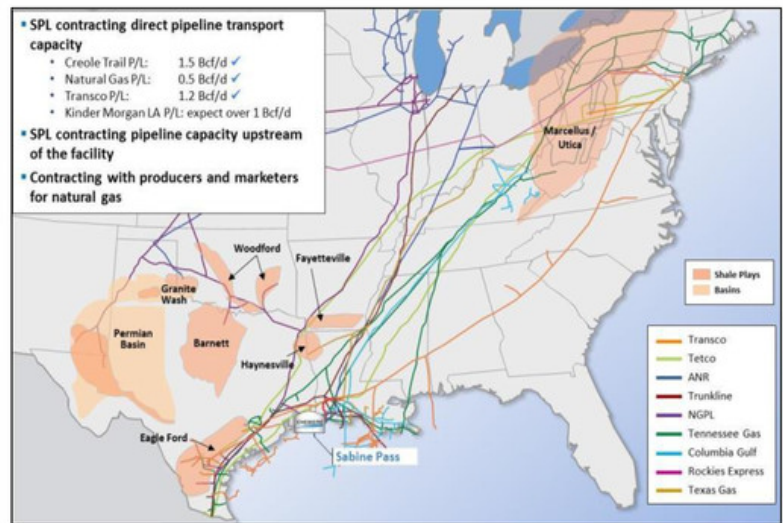 ▪ SPL contracting direct pipeline transport
capacity
• Creole Trail P/L: 1.5 Bcf/d ✓
• Natural Gas P/L: 0.5 Bcf/d ✓
• Transco P/L: 1.2 Bcf/d ✓
• Kinder Morgan LA P/L: expect over 1 Bcf/d
▪ SPL contracting pipeline capacity upstream
of the facility
▪ Contracting with producers and marketers
for natural gas
Marcellus /
Utica
Woodford
Fayetteville
Granite
Wash
Permian
Basin
Barnett
Haynesville
Eagle Ford
Sabine Pass
Shale Plays
Basins
Transco
Tetco
ANR
Trunkline
NGPL
Tennessee Gas
Columbia Gulf
Rockies Express
Texas Gas